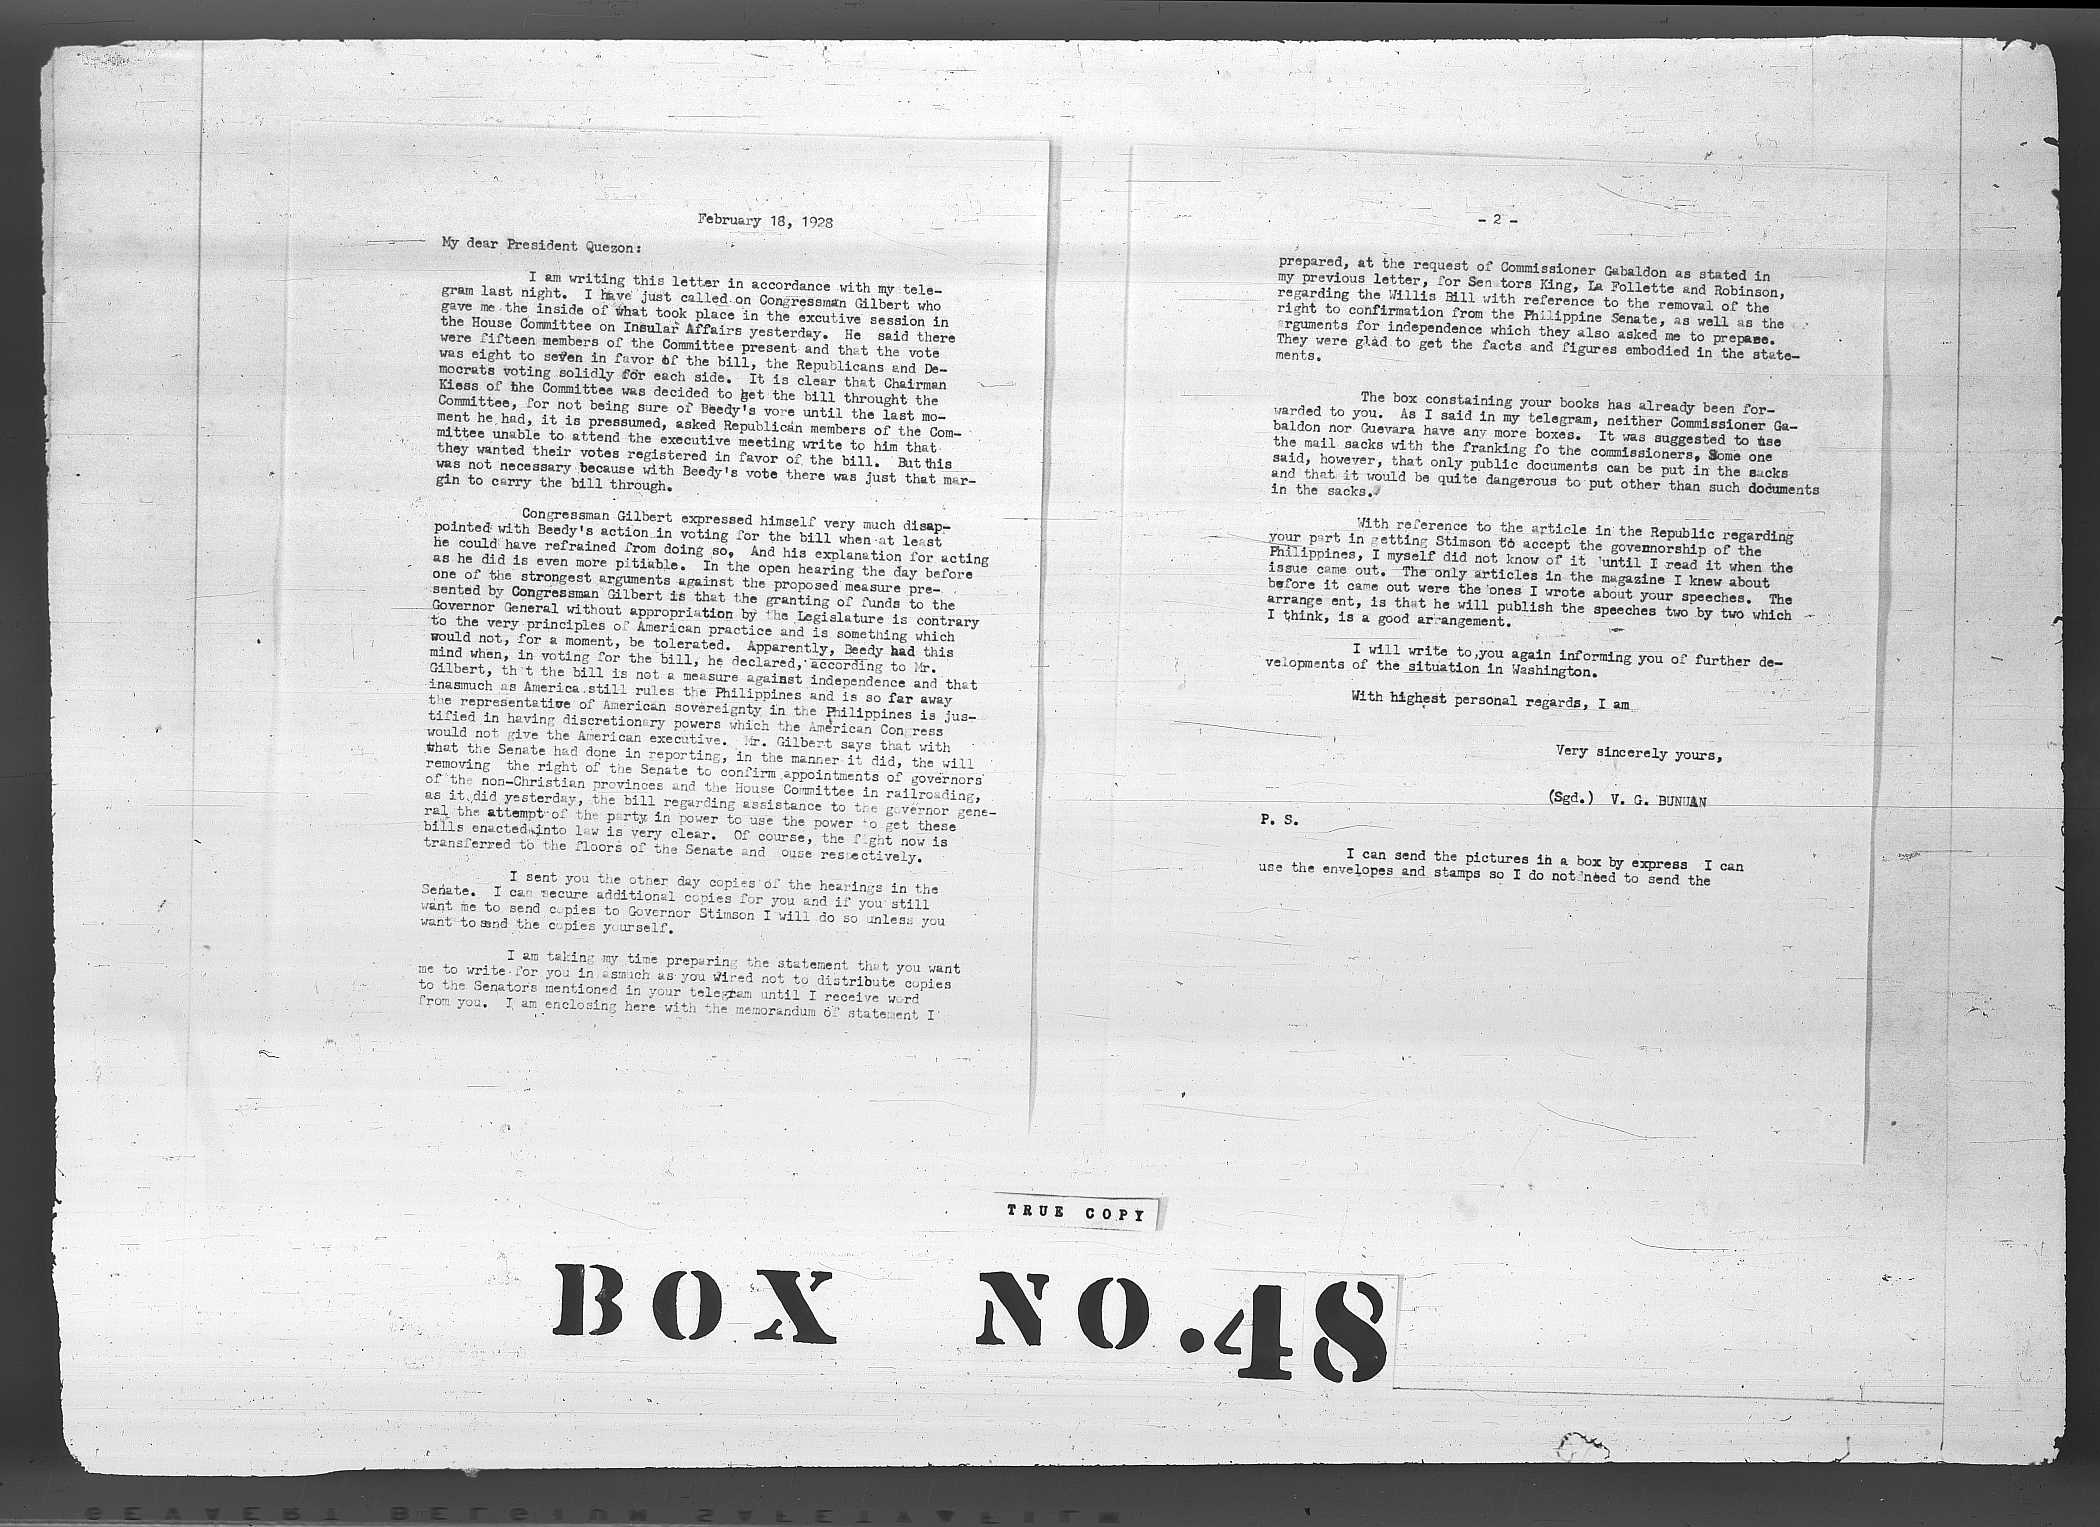 February 18, 1928
My dear President Quezon:
I am writing this letter in accordance with my tele-
gram last night. I have just called on Congressman Gilbert who
gave me the inside of what took place in the excutive session in
the House Committee on Insular Affairs yesterday. He said there
were fifteen members of the Committee present and that the vote
was eight to seven in favor of the bill, the Republicans and De-
mocrats voting solidly for each side. It is clear that Chairman
Kiess of the Committee was decided to get the bill throught the
Committee, for not being sure of Beedy's vore until the last mo-
ment he had, it is pressumed, asked Republican members of the Com-
mittee unable to attend the executive meeting write to him that
they wanted their votes registered in favor of the bill. But this
was not necessary because with Beedy's vote there was just that mar-
gin to carry the bill through.
Congressman Gilbert expressed himself very much disap-
pointed with Beedy's action in voting for the bill when at least
he could have refrained from doing so. And his explanation for acting
as he did is even more pitiable. In the open hearing the day before
one of the strongest arguments against the proposed measure pre-
sented by Congressman Gilbert is that the granting of funds to the
Governor General without appropriation by the Legislature is contrary
to the very principles of American practice and is something which
would not, for a moment, be tolerated. Apparently, Beedy had this
mind when, in voting for the bill, he declared, according to Mr.
Gilbert, that the bill is not a measure against independence and that
inasmuch as America still rules the Philippines and is so far away
the representative of American sovereignty in the Philippines is jus-
tified in having discretionary powers which the American Congress
would not give the American executive. Mr. Gilbert says that with
what the Senate had done in reporting, in the manner it did, the will
removing the right of the Senate to confirm appointments of governors
of the non-Christian provinces and the House Committee in railroading,
as it did yesterday, the bill regarding assistance to the governor gene-
ral the attempt of the party in power to use the power to get these
bills enacted into law is very clear. Of course, the fight now is
transferred to the floors of the Senate and ouse respectively.
I sent you the other day copies of the hearings in the
Senate. I can secure additional copies for you and if you still
want me to send copies to Governor Stimson I will do so unless you
want to send the copies yourself.
I am taking my time preparing the statement that you want
me to write for you in asmuch as you wired not to distribute copies
to the Senators mentioned in your telegram until I receive word
from you. I am enclosing here with the memorandum of statement I
- 2 -
prepared, at the request of Commissioner Gabaldon as stated in
my previous letter, for Sen tors King, La Follette and Robinson,
regarding the Willis Bill with reference to the removal of the
right to confirmation from the Philippine Senate, as well as the
arguments for independence which they also asked me to prepare.
They were glad to get the facts and figures embodied in the state-
ments.
The box constaining your books has already been for-
warded to you. As I said in my telegram, neither Commissioner Ga-
baldon nor Guevara have any more boxes. It was suggested to use
the mail sacks with the franking fo the commissioners. Some one
said, however, that only public documents can be put in the sacks
and that it would be quite dangerous to put other than such documents
in the sacks.
With reference to the article in the Republic regarding
your part in getting Stimson to accept the governorship of the
Philippines, I myself did not know of it until I read it when the
issue came out. The only articles in the magazine I knew about
before it came out were the ones I wrote about your speeches. The
arrange ent, is that he will publish the speeches two by two which
I think, is a good arrangement.
I will write to you again informing you of further de-
velopments of the situation in Washington.
With highest personal regards, I am
Very sincerely yours,
(Sgd.) V. G. BUNUAN
P. S.
I can send the pictures in a box by express I can
use the envelopes and stamps so I do not need to send the
TRUE COPY
BOX NO. 48